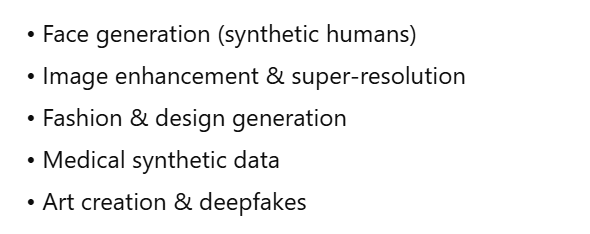 • Face generation (synthetic humans)
• Image enhancement & super-resolution
• Fashion & design generation
• Medical synthetic data
• Art creation & deepfakes